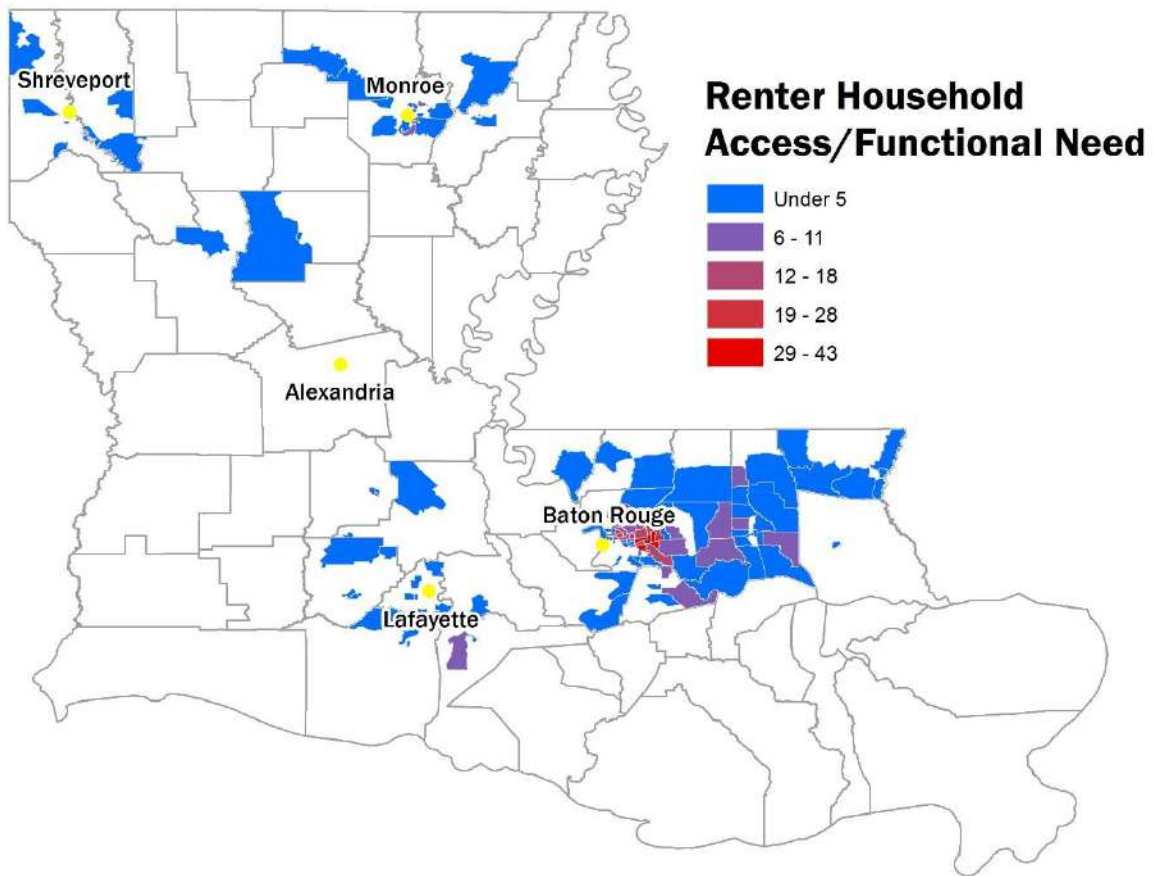 Shreveport
Monroe
Renter Household
Access/Functional Need
Under 5
6 - 11
12 - 18
19 - 28
29 - 43
Alexandria
Baton Rouge
Lafayette